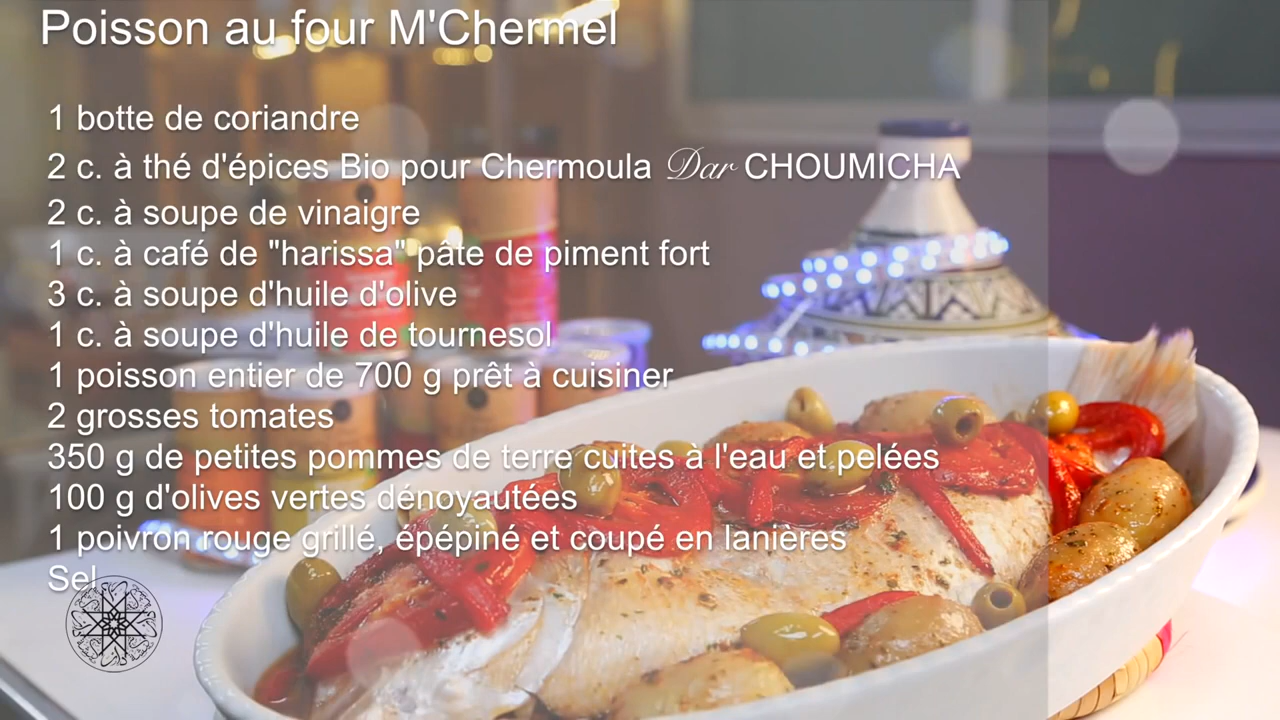 Poisson au four M'Chermel
1 botte de coriandre
2 c. à thé d'épices Bio pour Chermoula Dar CHOUMICHA
2 c. à soupe de vinaigre
1 c. à café de "harissa" pâte de piment fort
3 c. à soupe d'huile d'olive
1 c. à soupe d'huile de tournesol
1 poisson entier de 700 g prêt à cuisiner
2 grosses tomates
350 g de petites pommes de terre cuites à l'eau et pelées
100 g d'olives vertes dénoyautées
1 poivron rouge grillé, épépiné et coupé en lanières
Sel